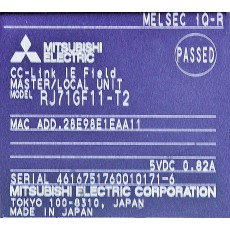 MELSEC iQ-R
MITSUBISHI
ELECTRIC
PASSED
CC-Link IE Field
MASTER/LOCAL UNIT
MODEL RJ71GF11-T2
MAC ADD.28E98E1EAA11
5VDC 0.82A
SERIAL 4616751760010171-6
MITSUBISHI ELECTRIC CORPORATION
TOKYO 100-8310, JAPAN
MADE IN JAPAN